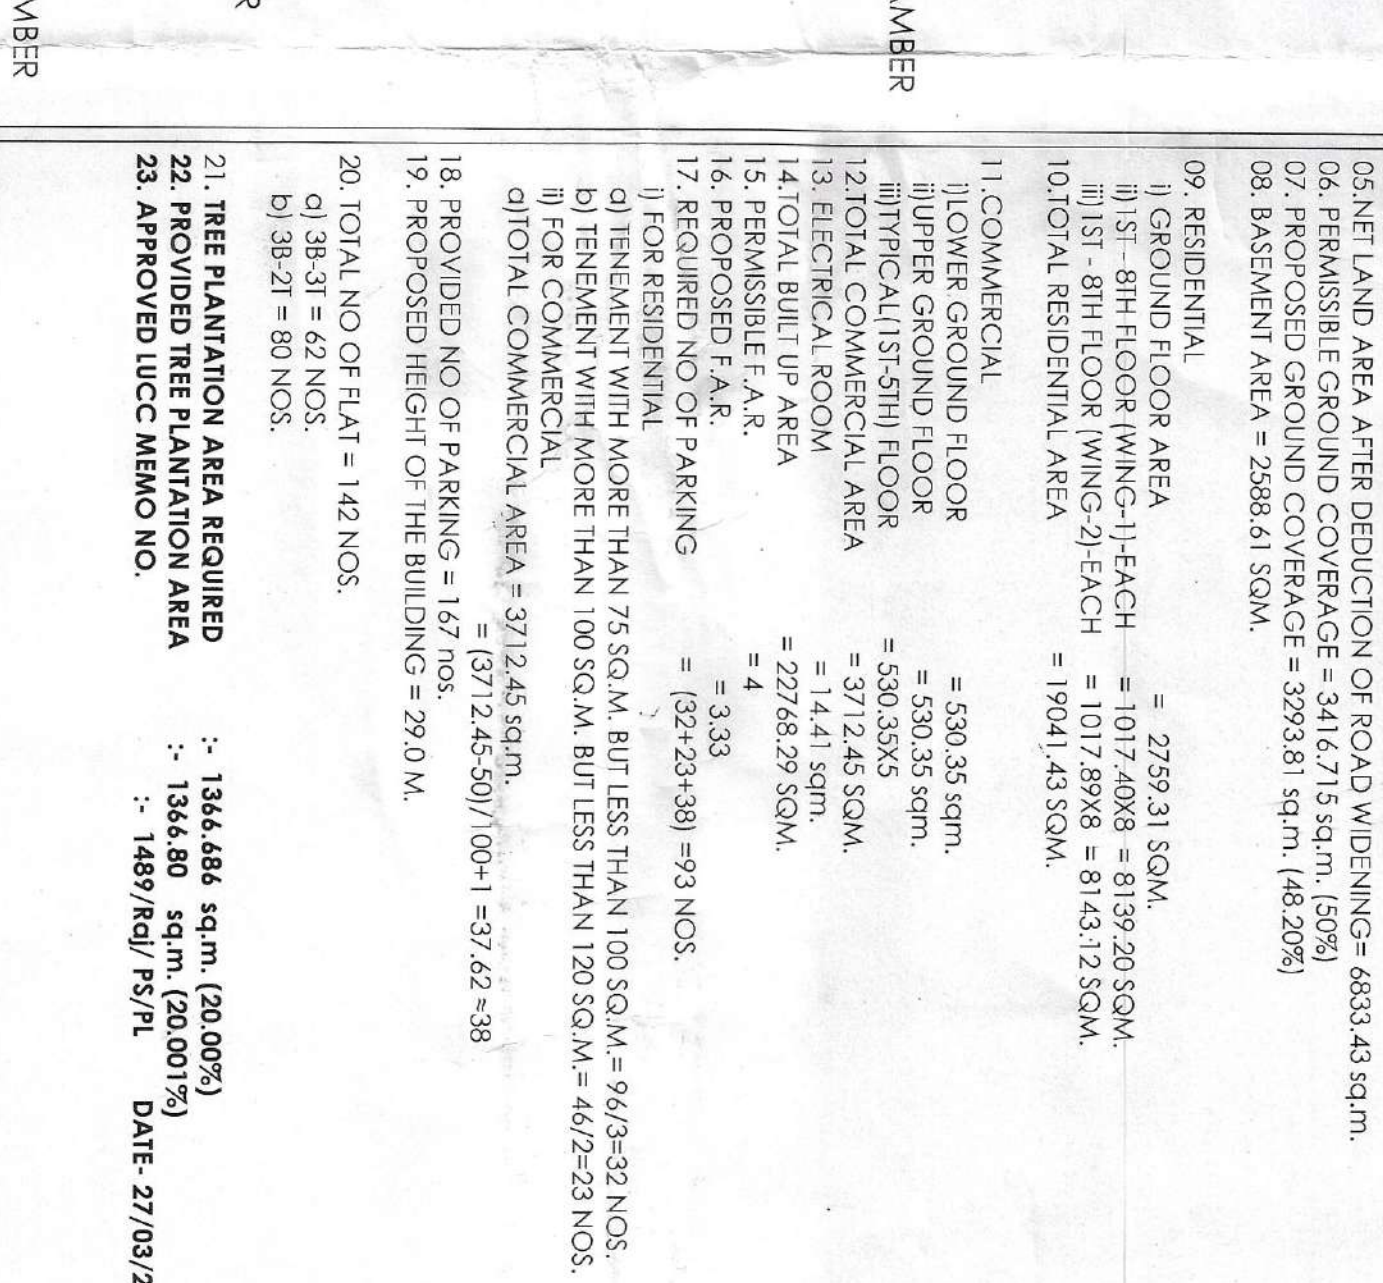 05.NET LAND AREA AFTER DEDUCTION OF ROAD WIDENING= 6833.43 sq.m.
06. PERMISSIBLE GROUND COVERAGE = 3416.715 sq.m. (50%)
07. PROPOSED GROUND COVERAGE = 3293.81 sq.m. (48.20%)
08. BASEMENT AREA = 2588.61 SQM.
09. RESIDENTIAL
i) GROUND FLOOR AREA = 2759.31 SQM.
ii) 1ST - 8TH FLOOR (WING-1)-EACH = 1017.40X8 = 8139.20 SQM.
iii) 1ST - 8TH FLOOR (WING-2)-EACH = 1017.89X8 = 8143.12 SQM.
10.TOTAL RESIDENTIAL AREA = 19041.43 SQM.
11.COMMERCIAL
i)LOWER GROUND FLOOR = 530.35 sqm.
ii)UPPER GROUND FLOOR = 530.35 sqm.
iii)TYPICAL(1ST-5TH) FLOOR = 530.35X5
12.TOTAL COMMERCIAL AREA = 3712.45 SQM.
13. ELECTRICAL ROOM = 14.41 sqm.
14.TOTAL BUILT UP AREA = 22768.29 SQM.
15. PERMISSIBLE F.A.R. = 4
16. PROPOSED F.A.R. = 3.33
17. REQUIRED NO OF PARKING = (32+23+38) =93 NOS.
i) FOR RESIDENTIAL
a) TENEMENT WITH MORE THAN 75 SQ.M. BUT LESS THAN 100 SQ.M.= 96/3=32 NOS.
b) TENEMENT WITH MORE THAN 100 SQ.M. BUT LESS THAN 120 SQ.M.= 46/2=23 NOS.
ii) FOR COMMERCIAL
a)TOTAL COMMERCIAL AREA = 3712.45 sq.m.
= (3712.45-50)/100+1 =37.62 ≈38
18. PROVIDED NO OF PARKING = 167 nos.
19. PROPOSED HEIGHT OF THE BUILDING = 29.0 M.
20. TOTAL NO OF FLAT = 142 NOS.
a) 3B-3T = 62 NOS.
b) 3B-2T = 80 NOS.
21. TREE PLANTATION AREA REQUIRED :- 1366.686 sq.m. (20.00%)
22. PROVIDED TREE PLANTATION AREA :- 1366.80 sq.m. (20.001%)
23. APPROVED LUCC MEMO NO. :- 1489/Raj/ PS/PL DATE- 27/03/2
AMBER
R
MBER